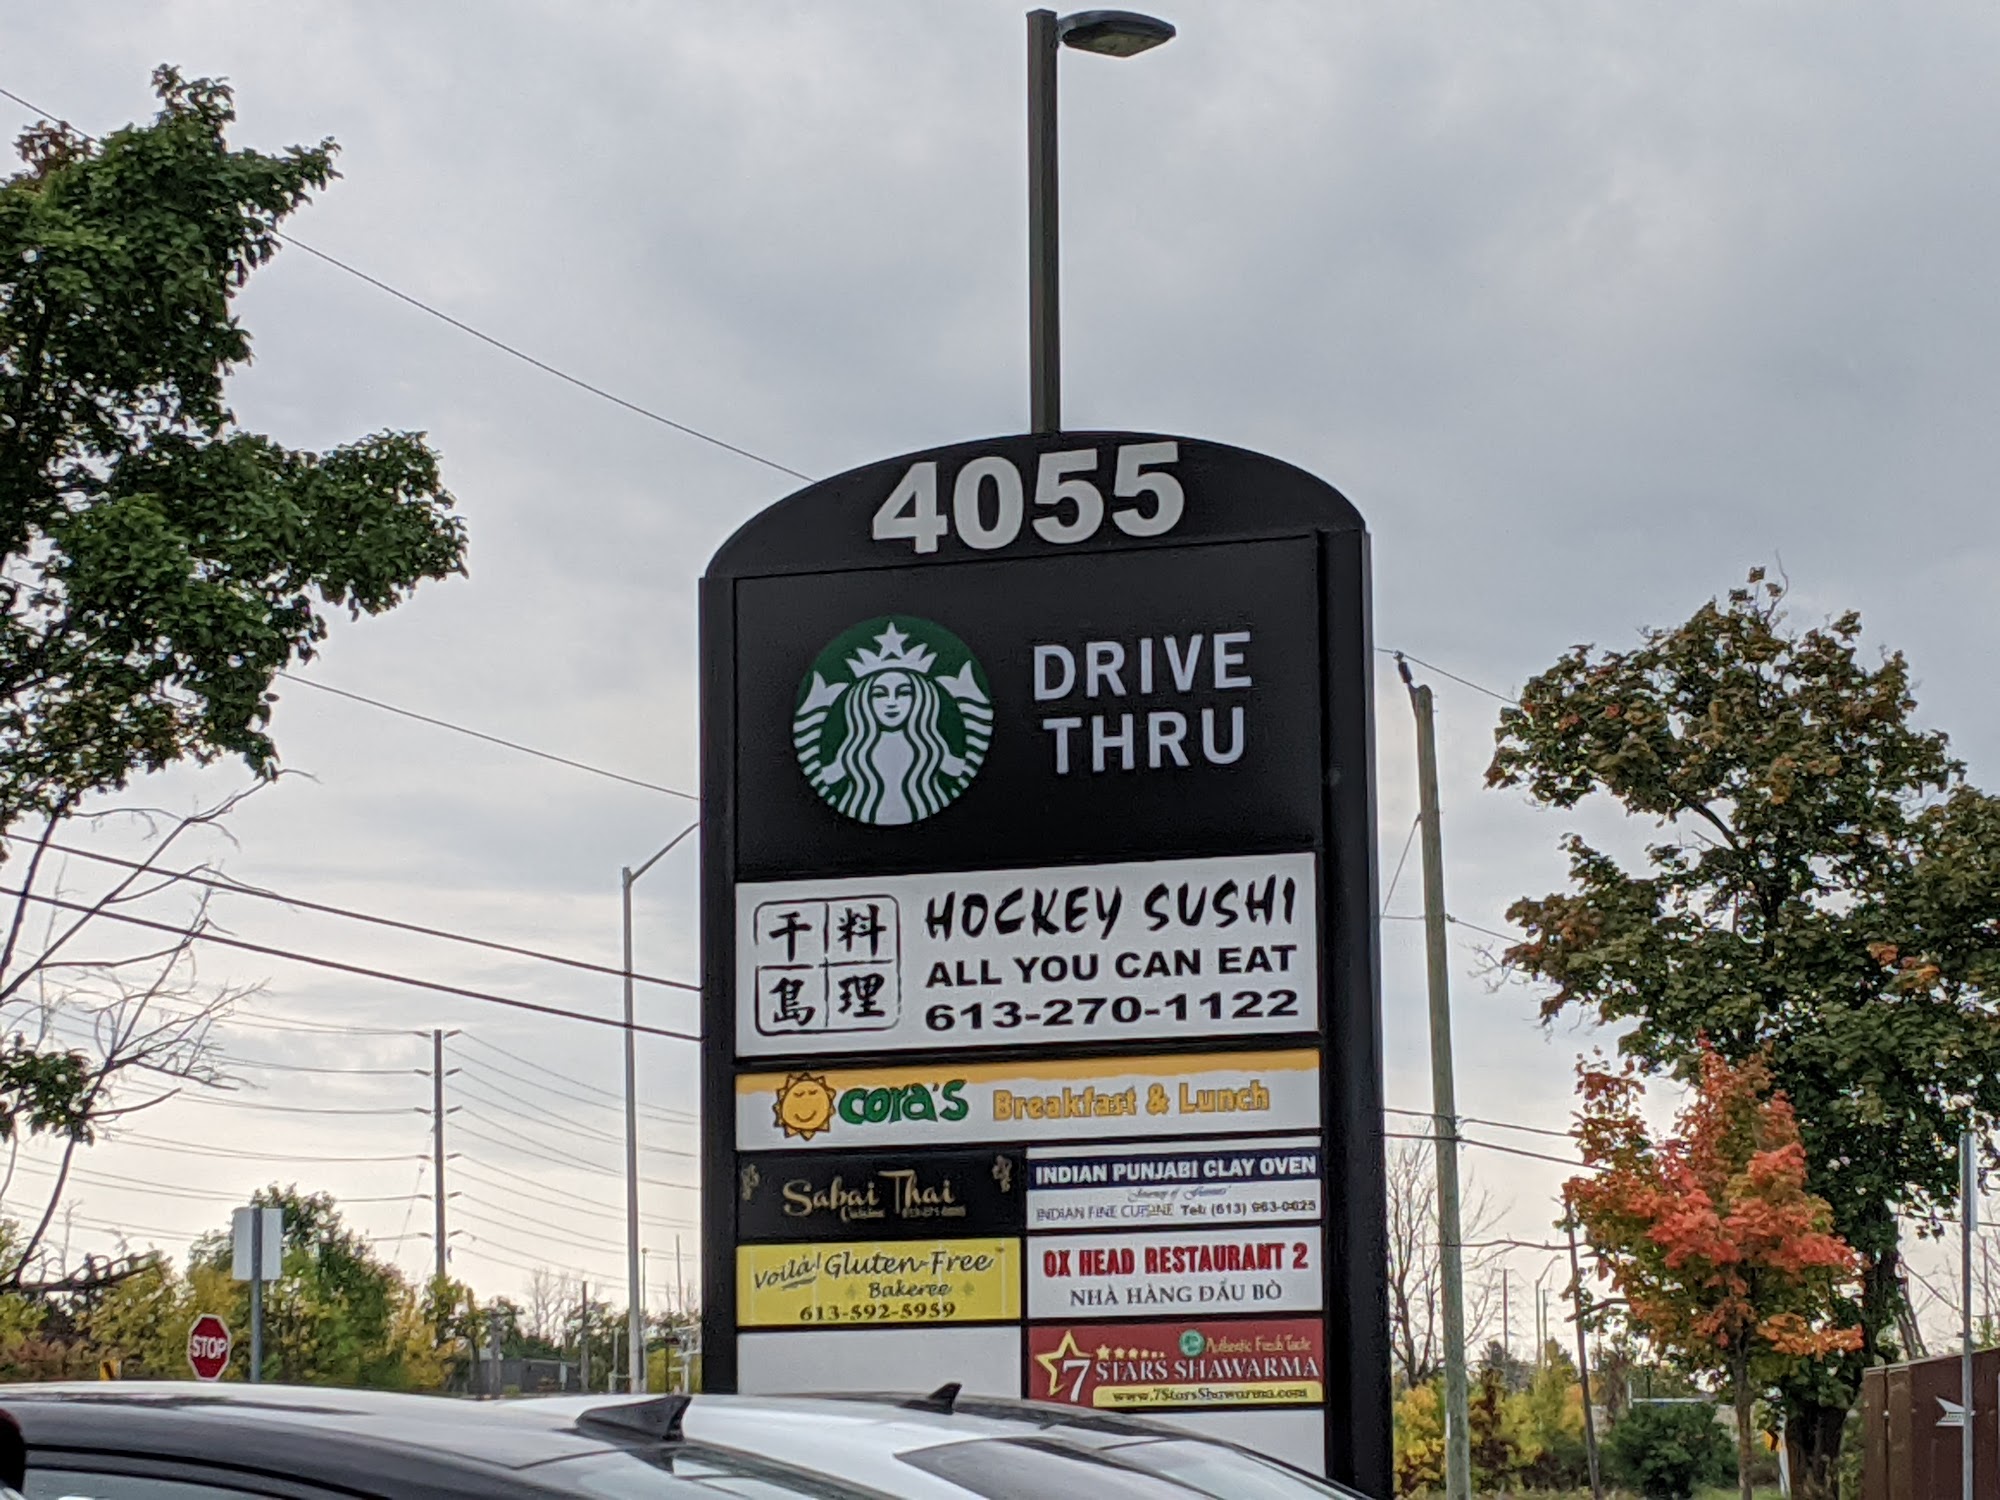 4055
DRIVE
THRU
千 料
島 理
HOCKEY SUSHI
ALL YOU CAN EAT
613-270-1122
cora's Breakfast & Lunch
Sabai Thai
Cuisine
INDIAN PUNJABI CLAY OVEN
INDIAN FINE CUISINE Tel: (613) 963-0625
Voilà! Gluten-Free
Bakeree
613-592-5959
OX HEAD RESTAURANT 2
NHÀ HÀNG ĐẦU BÒ
Authentic Fresh Taste
7 STARS SHAWARMA
www.7StarsShawarma.com
STOP